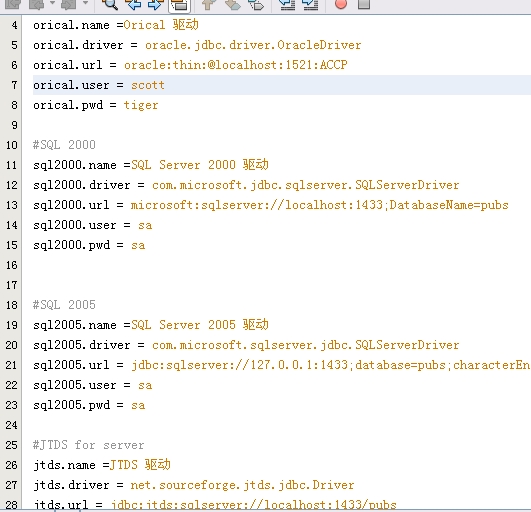 4 orical.name =Orical 驱动
5 orical.driver = oracle.jdbc.driver.OracleDriver
6 orical.url = oracle:thin:@localhost:1521:ACCP
7 orical.user = scott
8 orical.pwd = tiger
9
10 #SQL 2000
11 sql2000.name =SQL Server 2000 驱动
12 sql2000.driver = com.microsoft.jdbc.sqlserver.SQLServerDriver
13 sql2000.url = microsoft:sqlserver://localhost:1433;DatabaseName=pubs
14 sql2000.user = sa
15 sql2000.pwd = sa
16
17
18 #SQL 2005
19 sql2005.name =SQL Server 2005 驱动
20 sql2005.driver = com.microsoft.sqlserver.jdbc.SQLServerDriver
21 sql2005.url = jdbc:sqlserver://127.0.0.1:1433;database=pubs;characterEn
22 sql2005.user = sa
23 sql2005.pwd = sa
24
25 #JTDS for server
26 jtds.name =JTDS 驱动
27 jtds.driver = net.sourceforge.jtds.jdbc.Driver
28 jtds.url = jdbc:jtds:sqlserver://localhost:1433/pubs